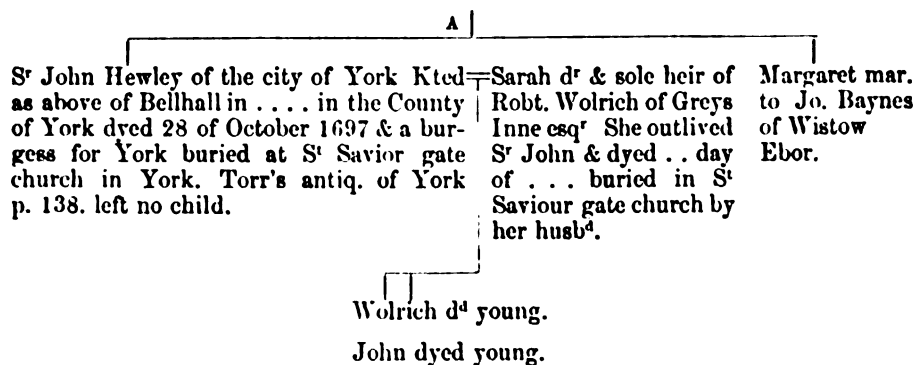 A
Sr John Hewley of the city of York Kted
as above of Bellhall in . . . . in the County
of York dyed 28 of October 1697 & a bur-
gess for York buried at St Savior gate
church in York. Torr's antiq. of York
p. 138. left no child.
Sarah dr & sole heir of
Robt. Wolrich of Greys
Inne esqr She outlived
Sr John & dyed . . day
of . . . buried in St
Saviour gate church by
her husbd.
Margaret mar.
to Jo. Baynes
of Wistow
Ebor.
Wolrich dd young.
John dyed young.